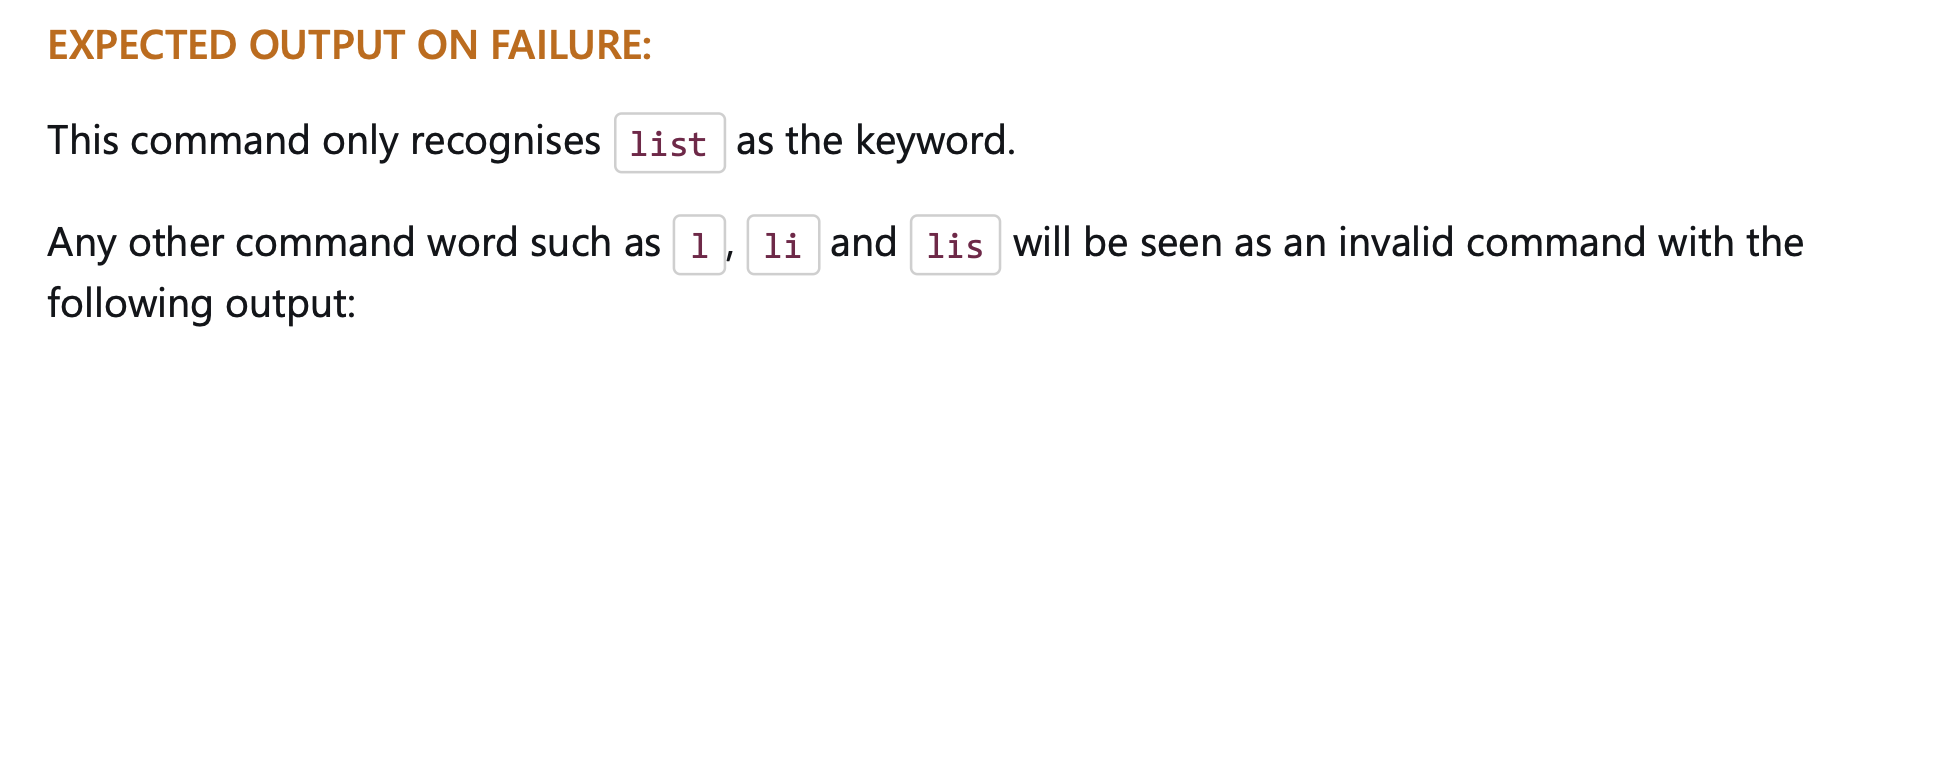 EXPECTED OUTPUT ON FAILURE:
This command only recognises list as the keyword.
Any other command word such as l, li and lis will be seen as an invalid command with the
following output: